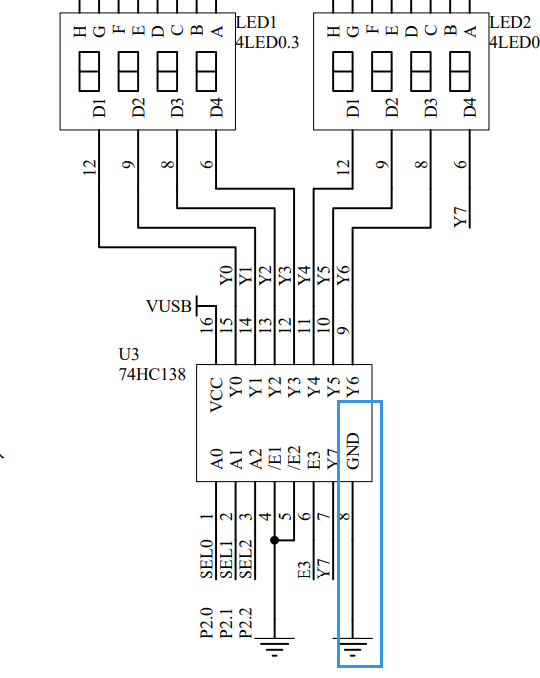 H G F E D C B A
LED1
4LED0.3
D1 D2 D3 D4
12 9 8 6
H G F E D C B A
LED2
4LED0
D1 D2 D3 D4
12 9 8 6
Y7
Y0 Y1 Y2 Y3 Y4 Y5 Y6
VUSB
16 15 14 13 12 11 10 9
U3
74HC138
VCC Y0 Y1 Y2 Y3 Y4 Y5 Y6
A0 A1 A2 /E1 /E2 E3 Y7 GND
1 2 3 4 5 6 7 8
SEL0 SEL1 SEL2 E3 Y7
P2.0 P2.1 P2.2